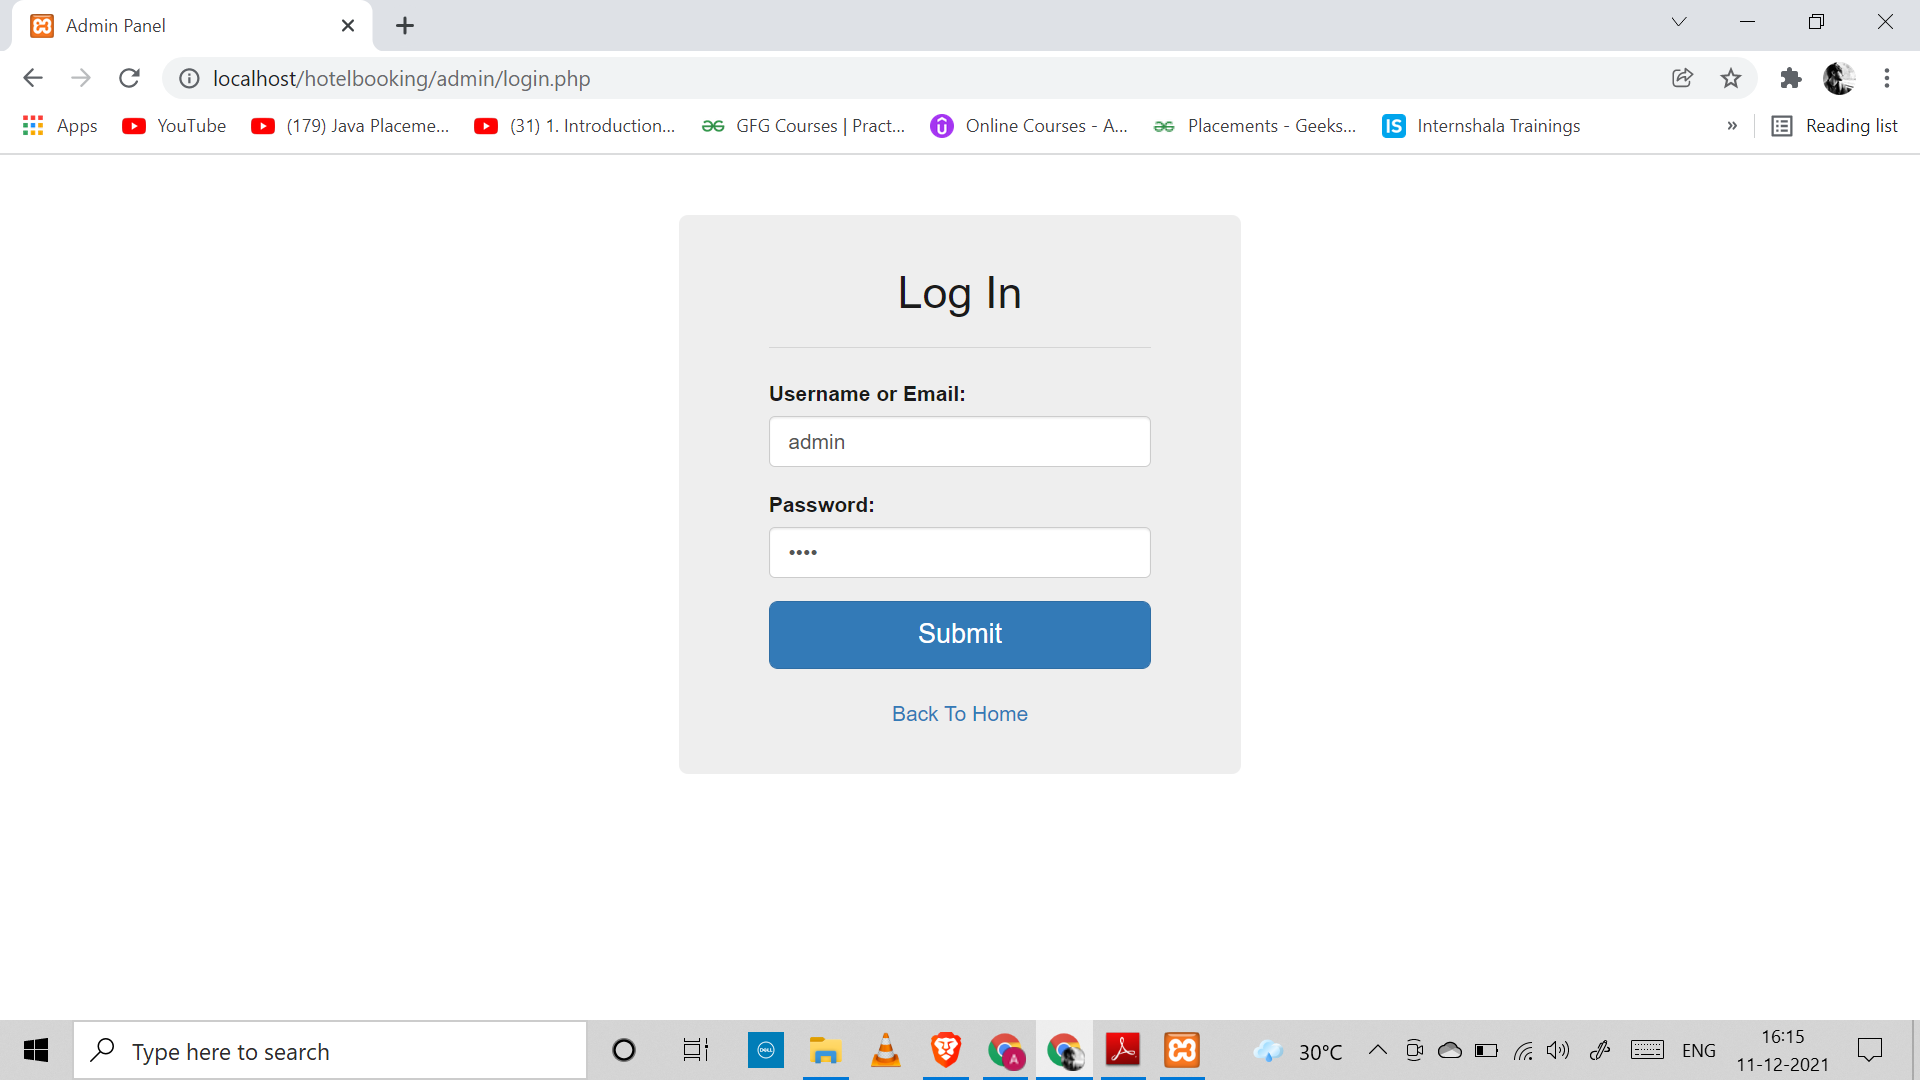 Admin Panel
localhost/hotelbooking/admin/login.php
Apps YouTube (179) Java Placeme... (31) 1. Introduction... GFG Courses | Pract... Online Courses - A... Placements - Geeks... IS Internshala Trainings » Reading list
Log In
Username or Email:
admin
Password:
••••
Submit
Back To Home
Type here to search
DELL
A
30°C
ENG
16:15
11-12-2021